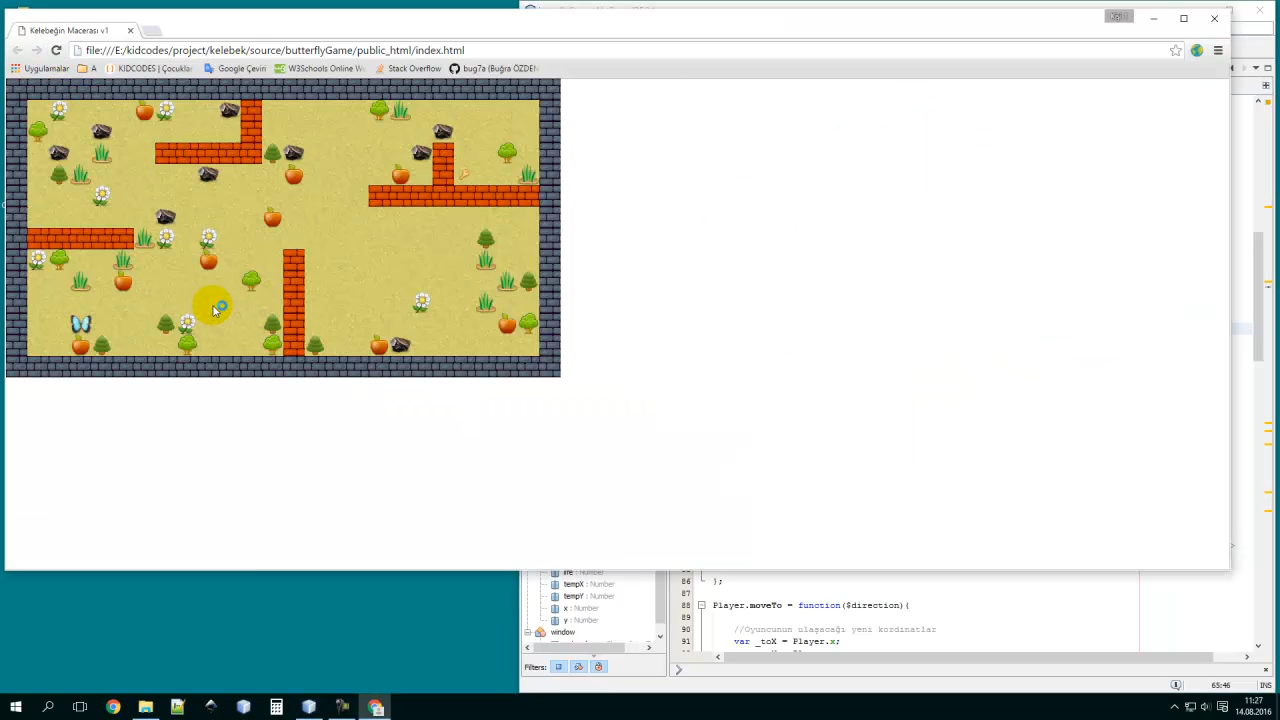 Kelebeğin Macerası v1
file:///E:/kidcodes/project/kelebek/source/butterflyGame/public_html/index.html
Uygulamalar A KIDCODES | Çocukla Google Çeviri W3Schools Online We Stack Overflow bug7a (Buğra ÖZDEN
tempX : Number
tempY : Number
x : Number
y : Number
window
Filters:
86 };
87
88 Player.moveTo = function($direction){
89
90 //Oyuncunun ulaşacağı yeni kordinatlar
91 var _toX = Player.x;
65:46 INS
11:27
14.08.2016